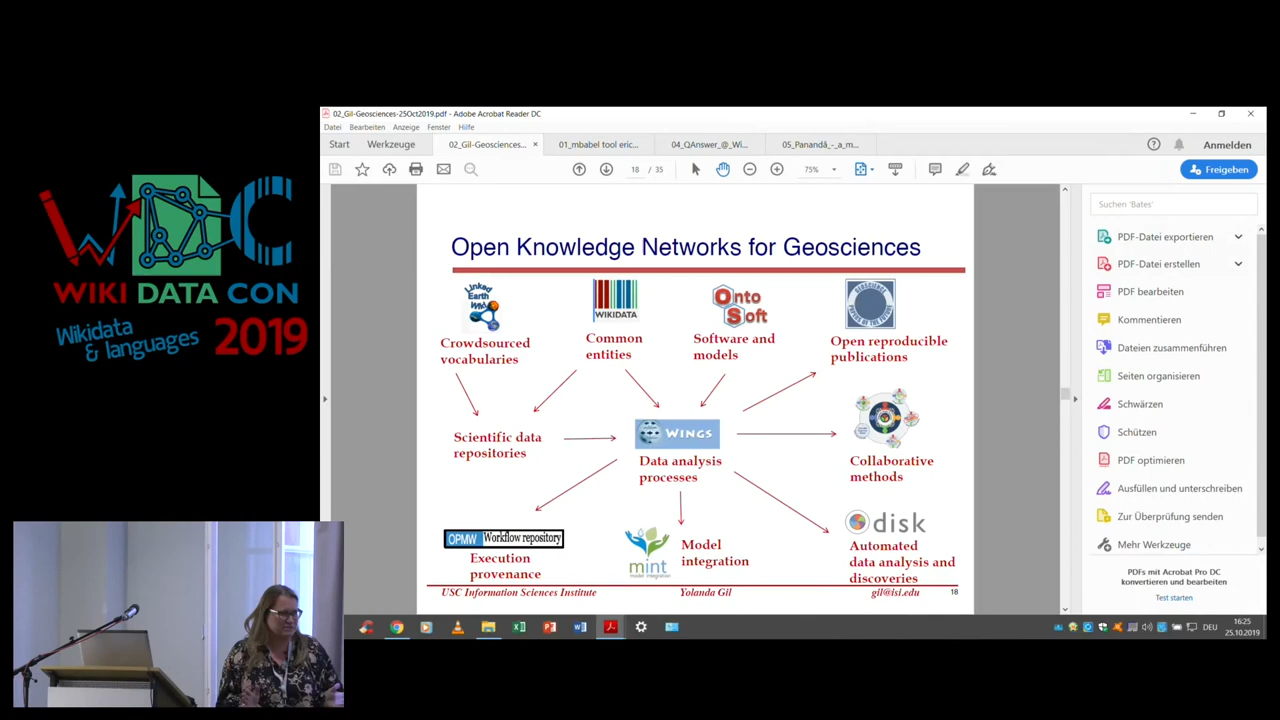 WIKI DATA CON
Wikidata
& languages 2019
02_Gil-Geosciences-25Oct2019.pdf - Adobe Acrobat Reader DC
Datei Bearbeiten Anzeige Fenster Hilfe
Start Werkzeuge 02_Gil-Geosciences... × 01_mbabel tool eric... 04_QAnswer_@_Wi... 05_Panandâ_-_a_m... Anmelden
18 / 35 75% Freigeben
Open Knowledge Networks for Geosciences
Linked
Earth
Wiki
WIKIDATA
Onto
Soft
Crowdsourced
vocabularies
Common
entities
Software and
models
Open reproducible
publications
Scientific data
repositories
WINGS
Data analysis
processes
Collaborative
methods
OPMW Workflow repository
Execution
provenance
mint
model integration
Model
integration
disk
Automated
data analysis and
discoveries
USC Information Sciences Institute Yolanda Gil gil@isi.edu 18
Suchen 'Bates'
PDF-Datei exportieren
PDF-Datei erstellen
PDF bearbeiten
Kommentieren
Dateien zusammenführen
Seiten organisieren
Schwärzen
Schützen
PDF optimieren
Ausfüllen und unterschreiben
Zur Überprüfung senden
Mehr Werkzeuge
PDFs mit Acrobat Pro DC
konvertieren und bearbeiten
Test starten
DEU 16:25
25.10.2019